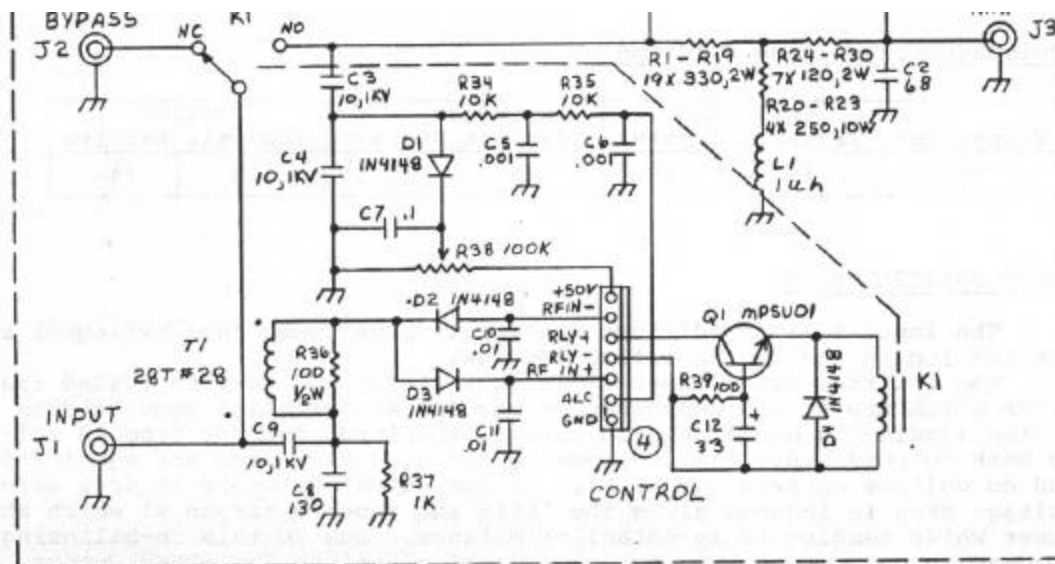 BYPASS
J2
NC
K1
NO
J3
C3
10,1KV
R34
10K
R35
10K
R1 - R19
19X 330,2W
R24 - R30
7X 120,2W
C2
68
R20 - R23
4X 250,10W
L1
1uh
C4
10,1KV
D1
1N4148
C5
.001
C6
.001
C7 .1
R38 100K
T1
28T #28
R36
100
1/2W
D2 1N4148
C10
.01
D3
1N4148
C11
.01
+50V
RFIN-
RLY+
RLY-
RF IN+
ALC
GND
4
CONTROL
Q1 MPSU01
R39 100
C12
3.3
D4 1N4148
K1
INPUT
J1
C9
10,1KV
C8
130
R37
1K